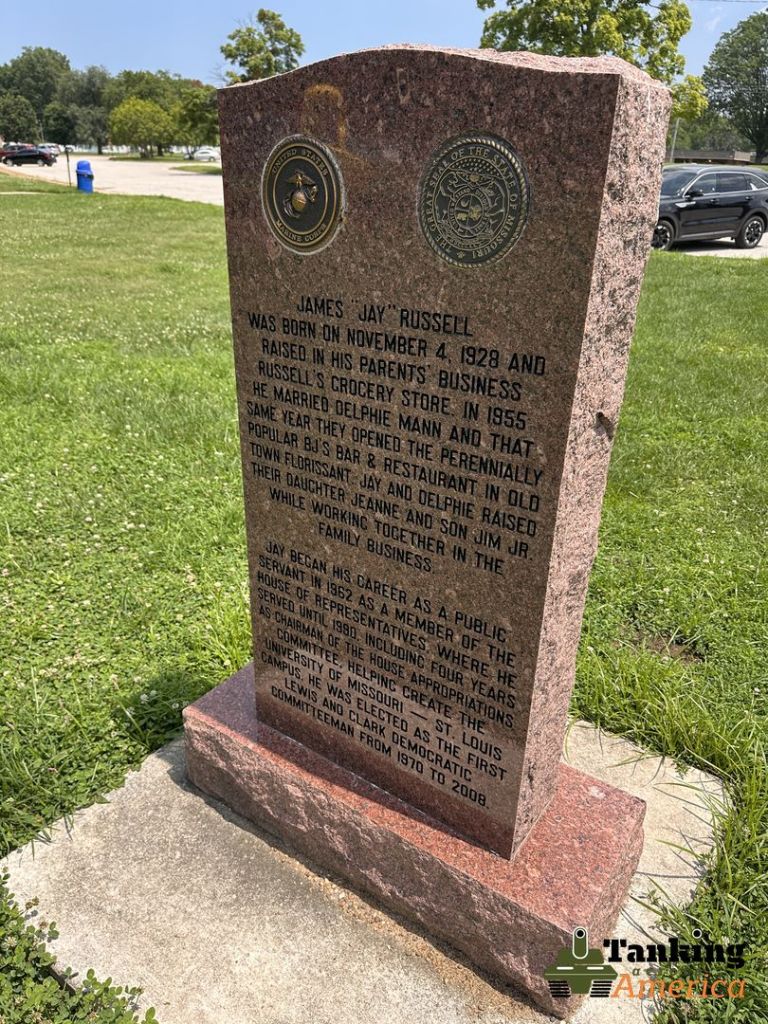 UNITED STATES
MARINE CORPS
THE GREAT SEAL OF THE STATE OF MISSOURI
JAMES "JAY" RUSSELL
WAS BORN ON NOVEMBER 4, 1928 AND
RAISED IN HIS PARENTS' BUSINESS
RUSSELL'S GROCERY STORE. IN 1955
HE MARRIED DELPHIE MANN AND THAT
SAME YEAR THEY OPENED THE PERENNIALLY
POPULAR BJ'S BAR & RESTAURANT IN OLD
TOWN FLORISSANT. JAY AND DELPHIE RAISED
THEIR DAUGHTER JEANNE AND SON JIM JR.
WHILE WORKING TOGETHER IN THE
FAMILY BUSINESS.
JAY BEGAN HIS CAREER AS A PUBLIC
SERVANT IN 1962 AS A MEMBER OF THE
HOUSE OF REPRESENTATIVES, WHERE HE
SERVED UNTIL 1980, INCLUDING FOUR YEARS
AS CHAIRMAN OF THE HOUSE APPROPRIATIONS
COMMITTEE, HELPING CREATE THE
UNIVERSITY OF MISSOURI – ST. LOUIS
CAMPUS. HE WAS ELECTED AS THE FIRST
LEWIS AND CLARK DEMOCRATIC
COMMITTEEMAN FROM 1970 TO 2008.
Tanking
America